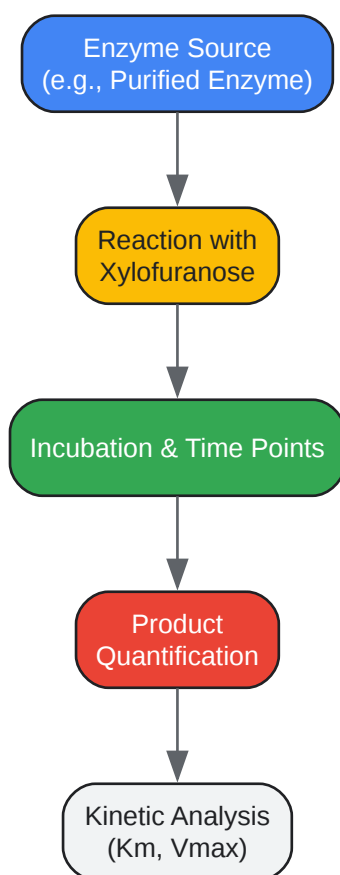 Enzyme Source
(e.g., Purified Enzyme)
Reaction with
Xylofuranose
Incubation & Time Points
Product
Quantification
Kinetic Analysis
(Km, Vmax)